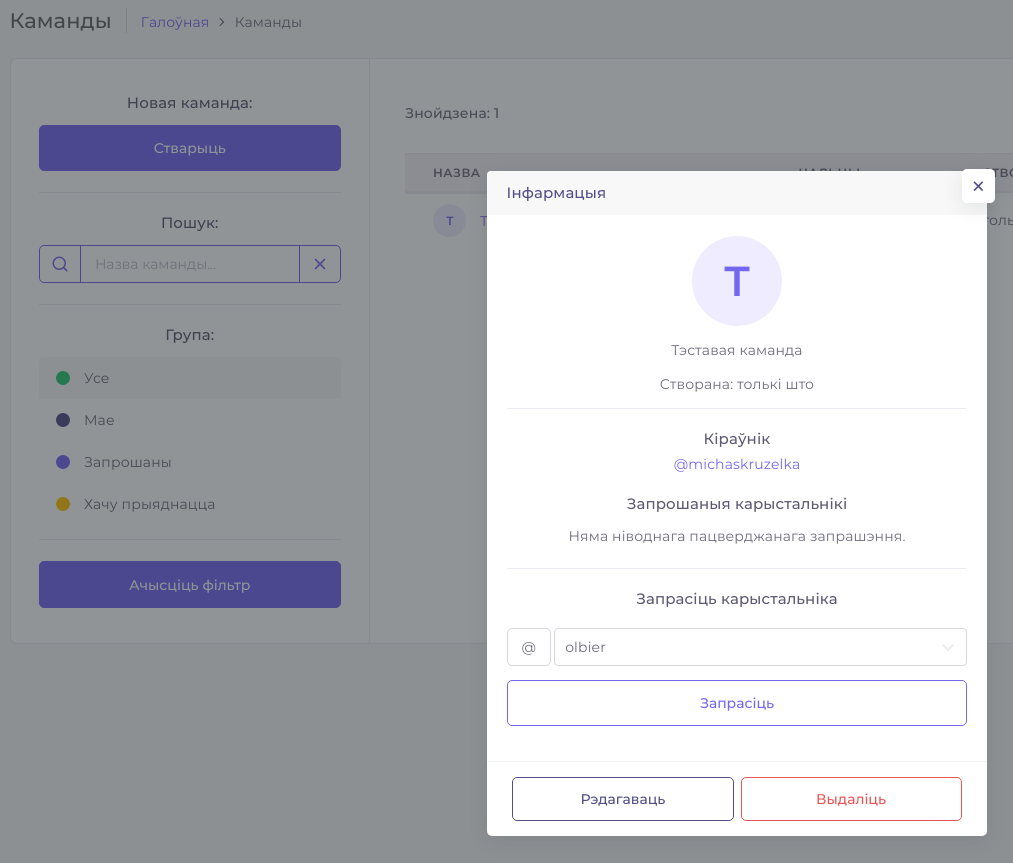 Каманды
Галоўная > Каманды
Новая каманда:
Стварыць
Пошук:
Назва каманды...
Група:
Усе
Мае
Запрошаны
Хачу прыяднацца
Ачысціць фільтр
Знойдзена: 1
НАЗВА
Т Т
Інфармацыя
Т
Тэставая каманда
Створана: толькі што
Кіраўнік
@michaskruzelka
Запрошаныя карыстальнікі
Няма ніводнага пацверджанага запрашэння.
Запрасіць карыстальніка
@ olbier
Запрасіць
Рэдагаваць Выдаліць